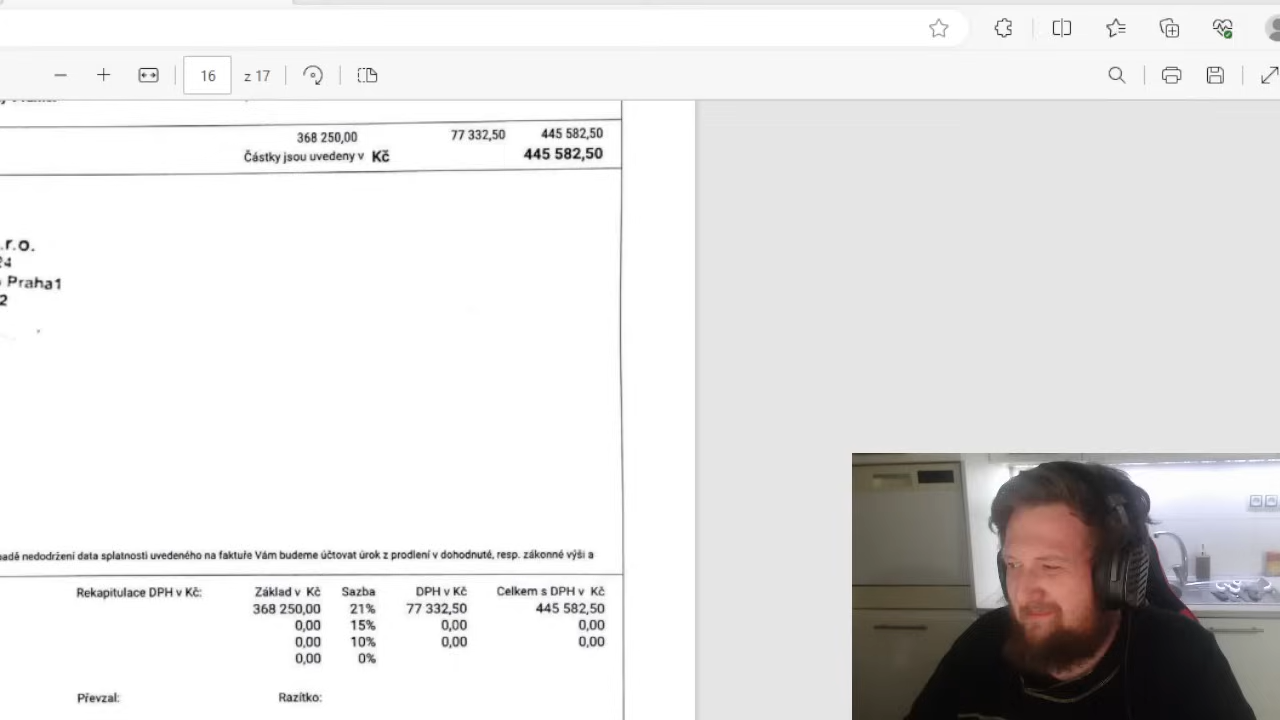 16 z 17
368 250,00 77 332,50 445 582,50
Částky jsou uvedeny v Kč 445 582,50
.r.o.
24
Praha1
2
nedodržení data splatnosti uvedeného na faktuře Vám budeme účtovat úrok z prodlení v dohodnuté, resp. zákonné výši a
Rekapitulace DPH v Kč: Základ v Kč Sazba DPH v Kč Celkem s DPH v Kč
368 250,00 21% 77 332,50 445 582,50
0,00 15% 0,00 0,00
0,00 10% 0,00 0,00
0,00 0%
Převzal: Razítko: